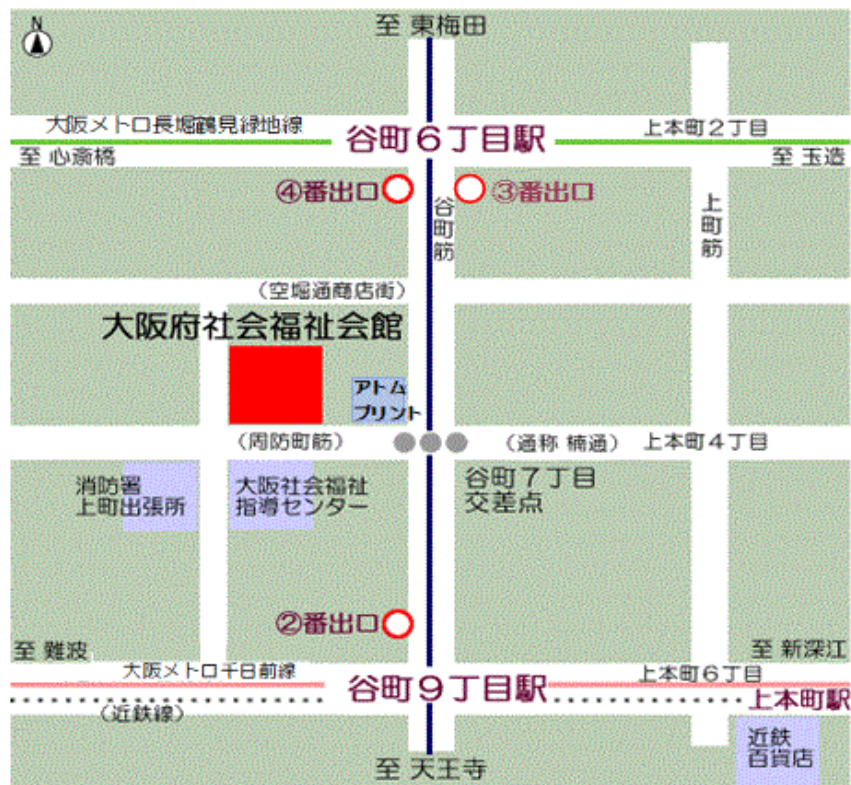 N
至 東梅田
大阪メトロ長堀鶴見緑地線
谷町6丁目駅
上本町2丁目
至 心斎橋
至 玉造
④番出口
③番出口
谷町筋
上町筋
(空堀通商店街)
大阪府社会福祉会館
アトム
プリント
(周防町筋)
(通称 楠通)
上本町4丁目
消防署
上町出張所
大阪社会福祉
指導センター
谷町7丁目
交差点
②番出口
至 難波
至 新深江
大阪メトロ千日前線
谷町9丁目駅
上本町6丁目
上本町駅
(近鉄線)
近鉄
百貨店
至 天王寺